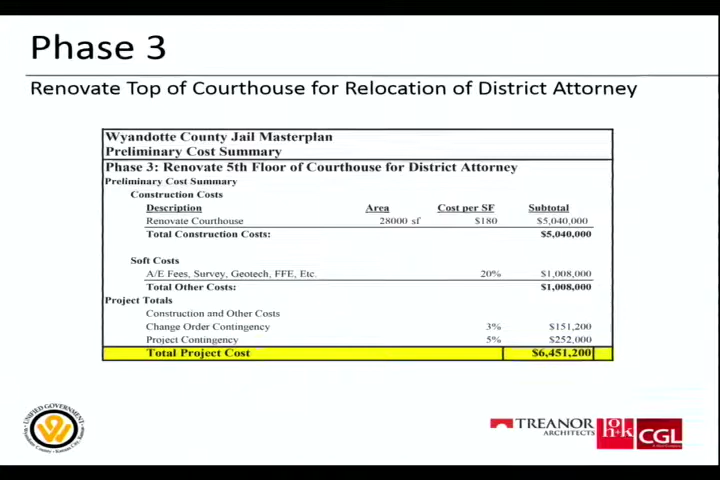 Phase 3
Renovate Top of Courthouse for Relocation of District Attorney
Wyandotte County Jail Masterplan
Preliminary Cost Summary
Phase 3: Renovate 5th Floor of Courthouse for District Attorney
Preliminary Cost Summary
Construction Costs
Description Area Cost per SF Subtotal
Renovate Courthouse 28000 sf $180 $5,040,000
Total Construction Costs: $5,040,000
Soft Costs
A/E Fees, Survey, Geotech, FFE, Etc. 20% $1,008,000
Total Other Costs: $1,008,000
Project Totals
Construction and Other Costs
Change Order Contingency 3% $151,200
Project Contingency 5% $252,000
Total Project Cost $6,451,200
UNIFIED GOVERNMENT
TREANOR
ARCHITECTS
CGL